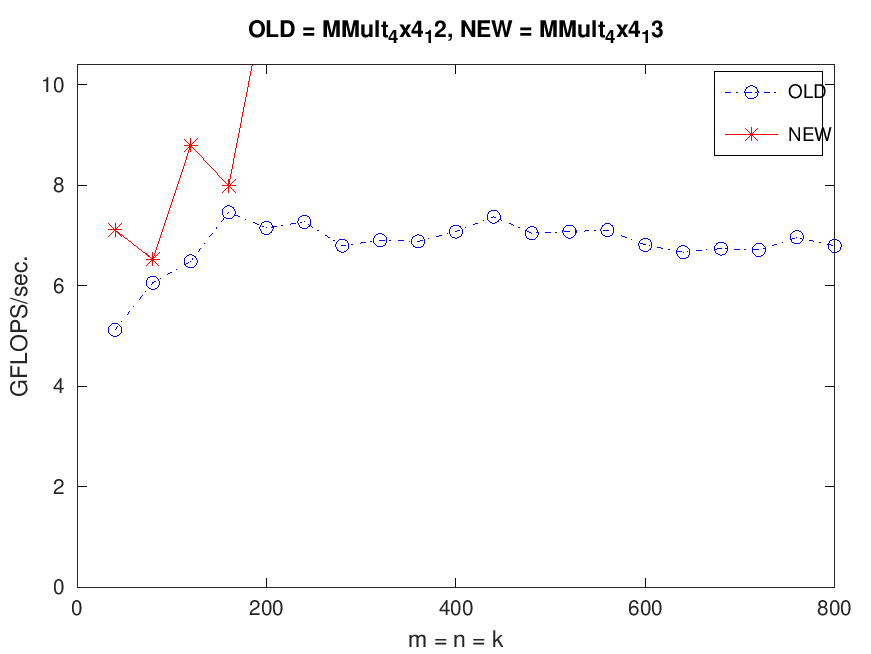 OLD = MMult₄x4₁2, NEW = MMult₄x4₁3
OLD
NEW
10
8
6
4
2
0
GFLOPS/sec.
0 200 400 600 800
m = n = k